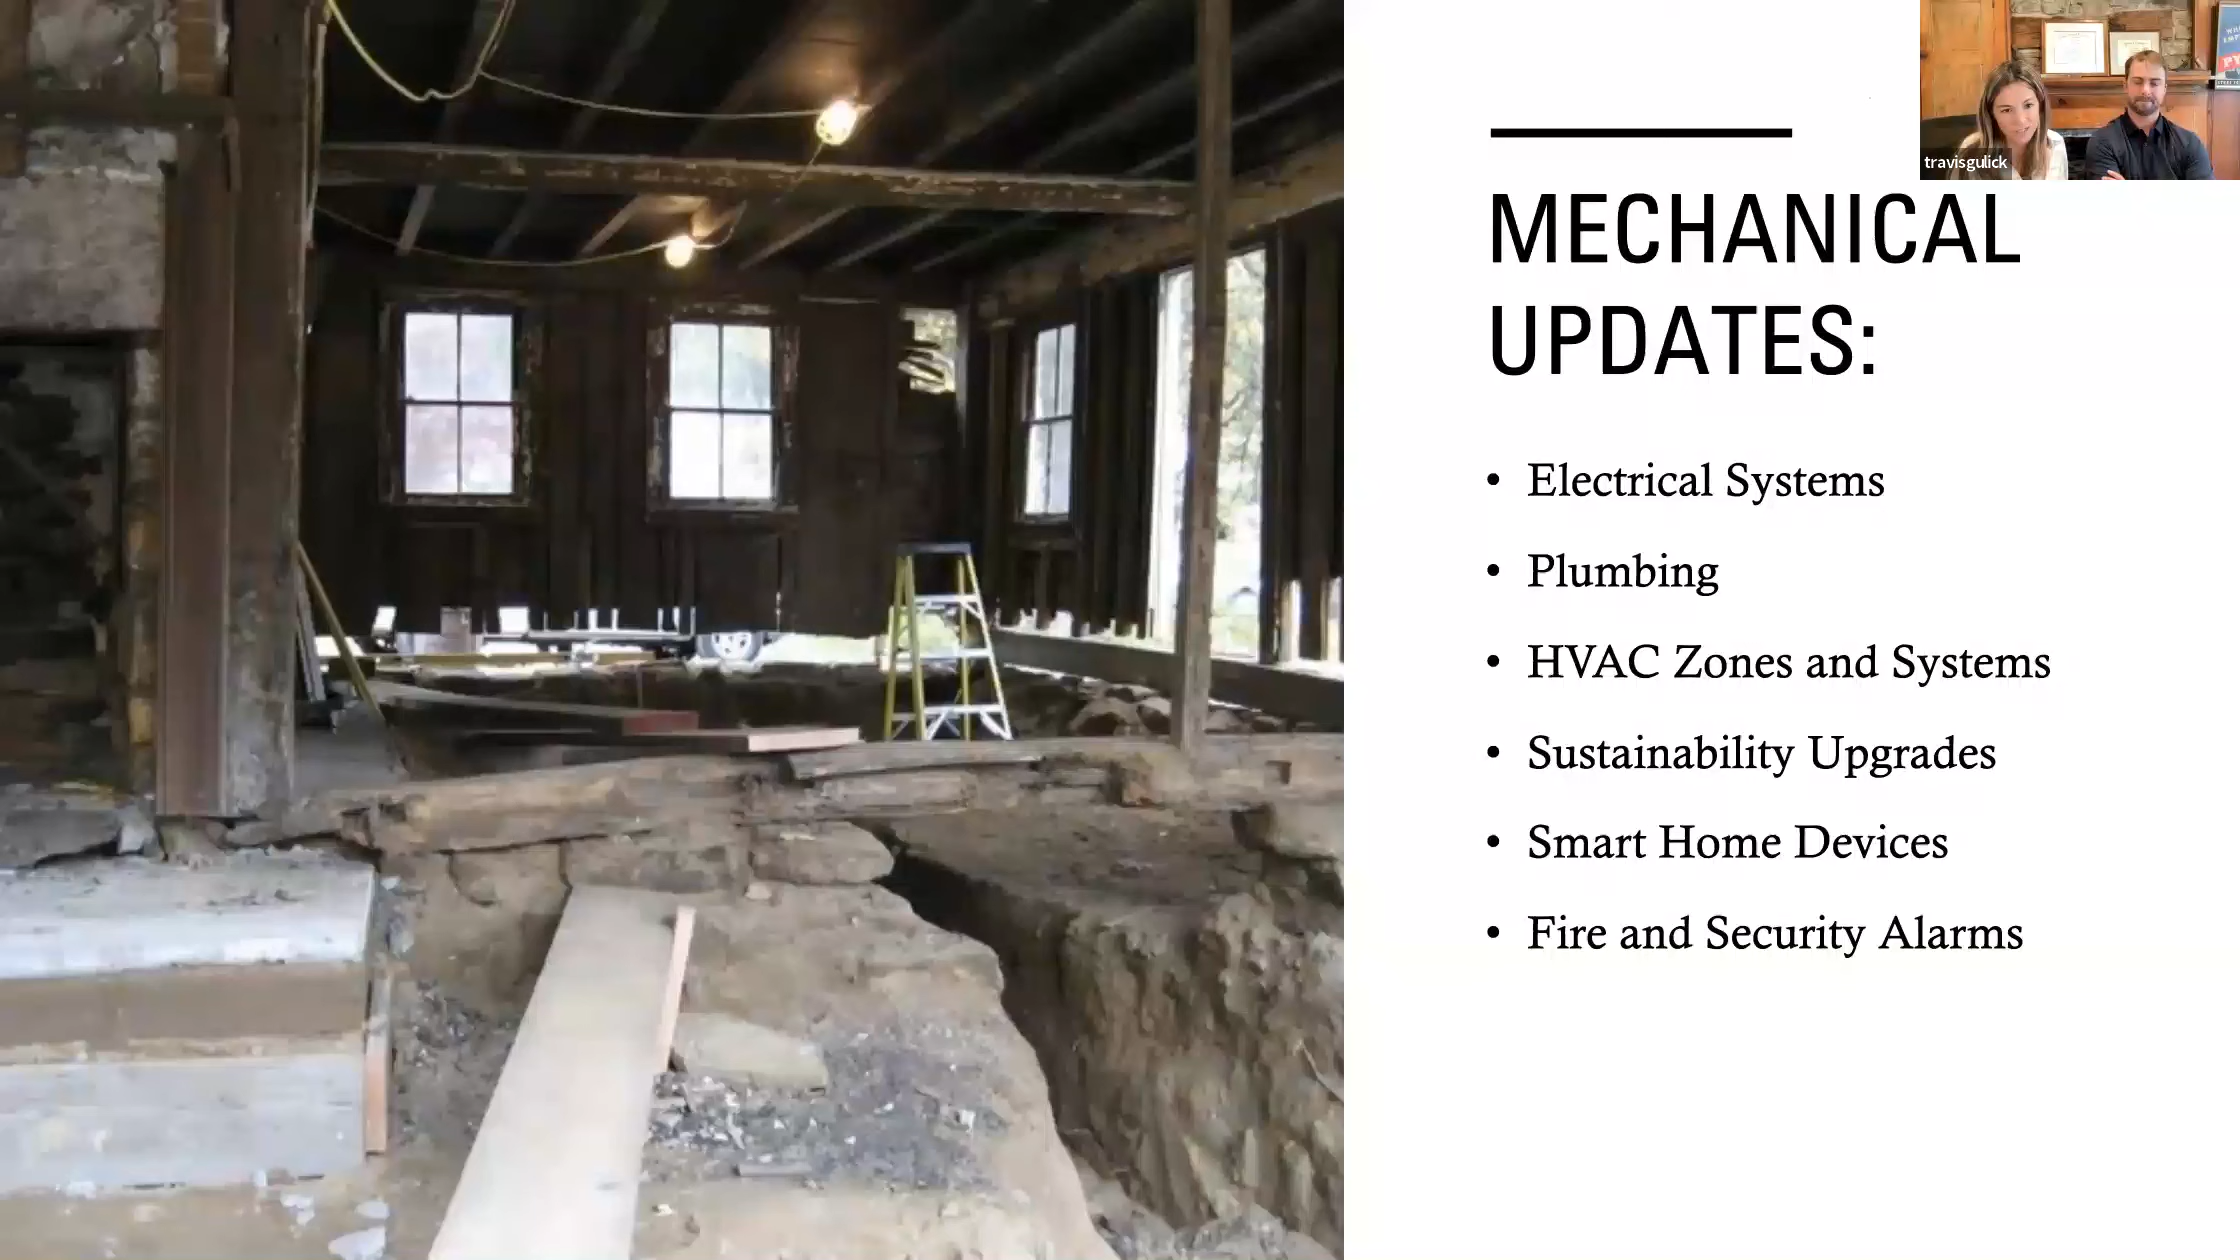 travisgulick
MECHANICAL
UPDATES:
• Electrical Systems
• Plumbing
• HVAC Zones and Systems
• Sustainability Upgrades
• Smart Home Devices
• Fire and Security Alarms